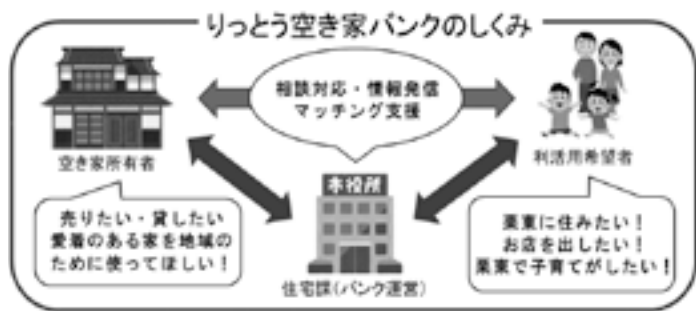 りっとう空き家バンクのしくみ
相談対応・情報発信
マッチング支援
空き家所有者
利活用希望者
市役所
売りたい・貸したい
愛着のある家を地域の
ために使ってほしい！
栗東に住みたい！
お店を出したい！
栗東で子育てがしたい！
住宅課(バンク運営)